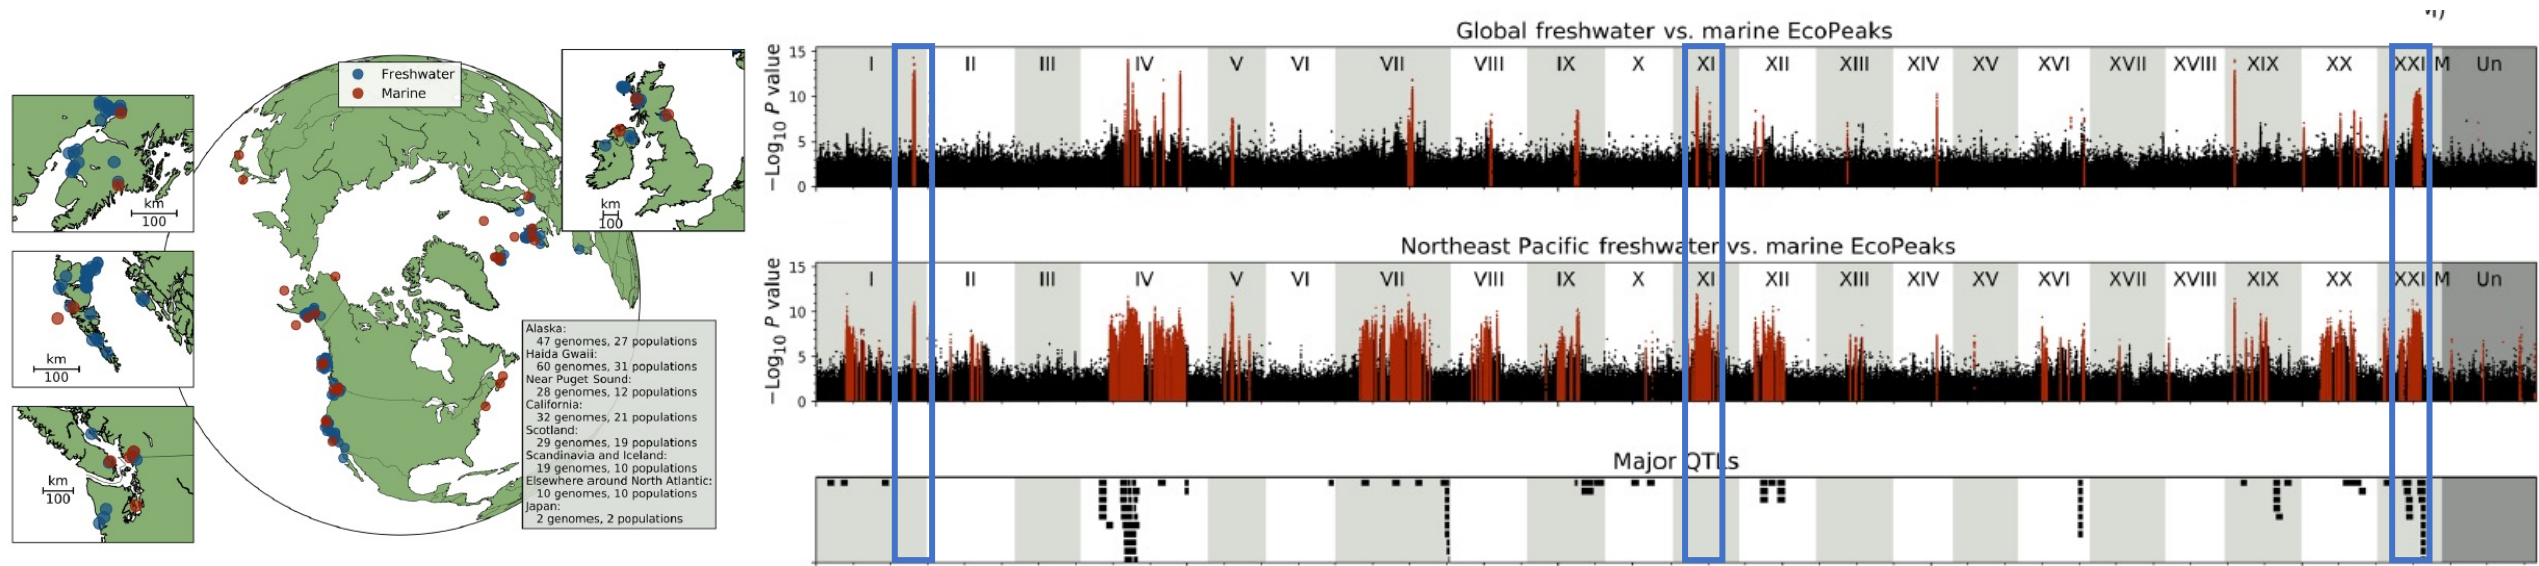 Freshwater
Marine
km
100
km
100
km
100
km
100
Alaska:
47 genomes, 27 populations
Haida Gwaii:
60 genomes, 31 populations
Near Puget Sound:
28 genomes, 12 populations
California:
32 genomes, 21 populations
Scotland:
29 genomes, 19 populations
Scandinavia and Iceland:
19 genomes, 10 populations
Elsewhere around North Atlantic:
10 genomes, 10 populations
Japan:
2 genomes, 2 populations
Global freshwater vs. marine EcoPeaks
−Log10 P value
15
10
5
0
I II III IV V VI VII VIII IX X XI XII XIII XIV XV XVI XVII XVIII XIX XX XXI M Un
Northeast Pacific freshwater vs. marine EcoPeaks
−Log10 P value
15
10
5
0
I II III IV V VI VII VIII IX X XI XII XIII XIV XV XVI XVII XVIII XIX XX XXI M Un
Major QTLs